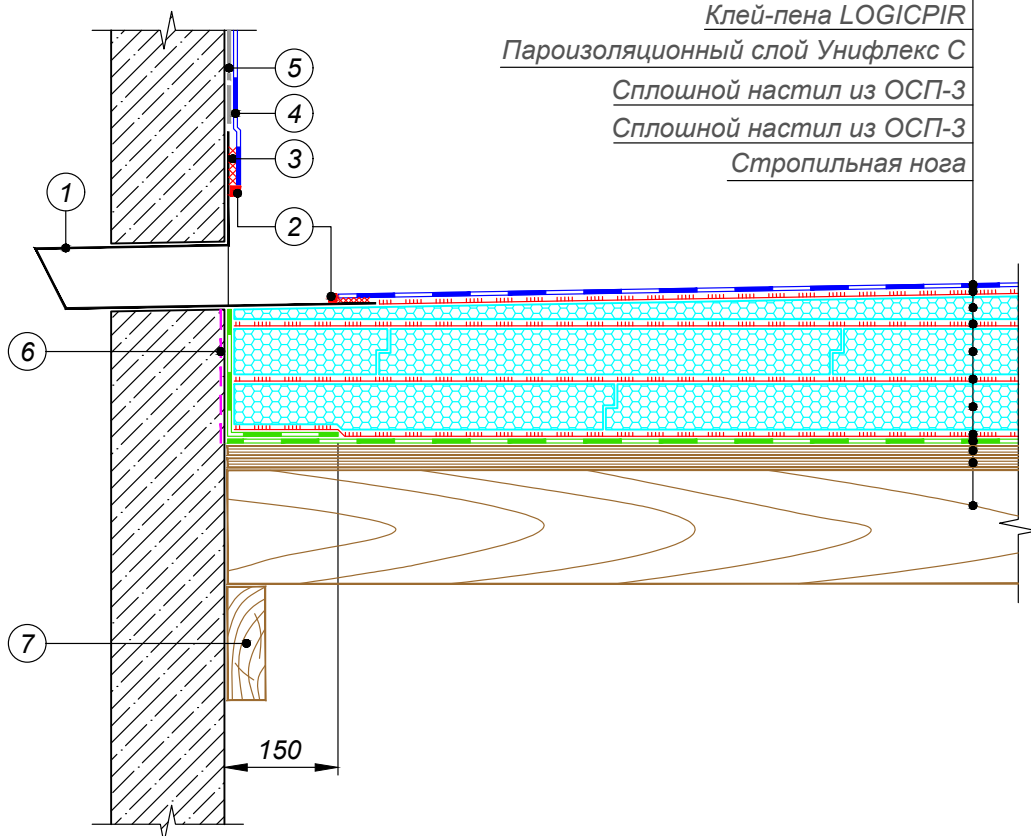 Клей-пена LOGICPIR
Пароизоляционный слой Унифлекс С
Сплошной настил из ОСП-3
Сплошной настил из ОСП-3
Стропильная нога
5
4
3
1
2
6
7
150